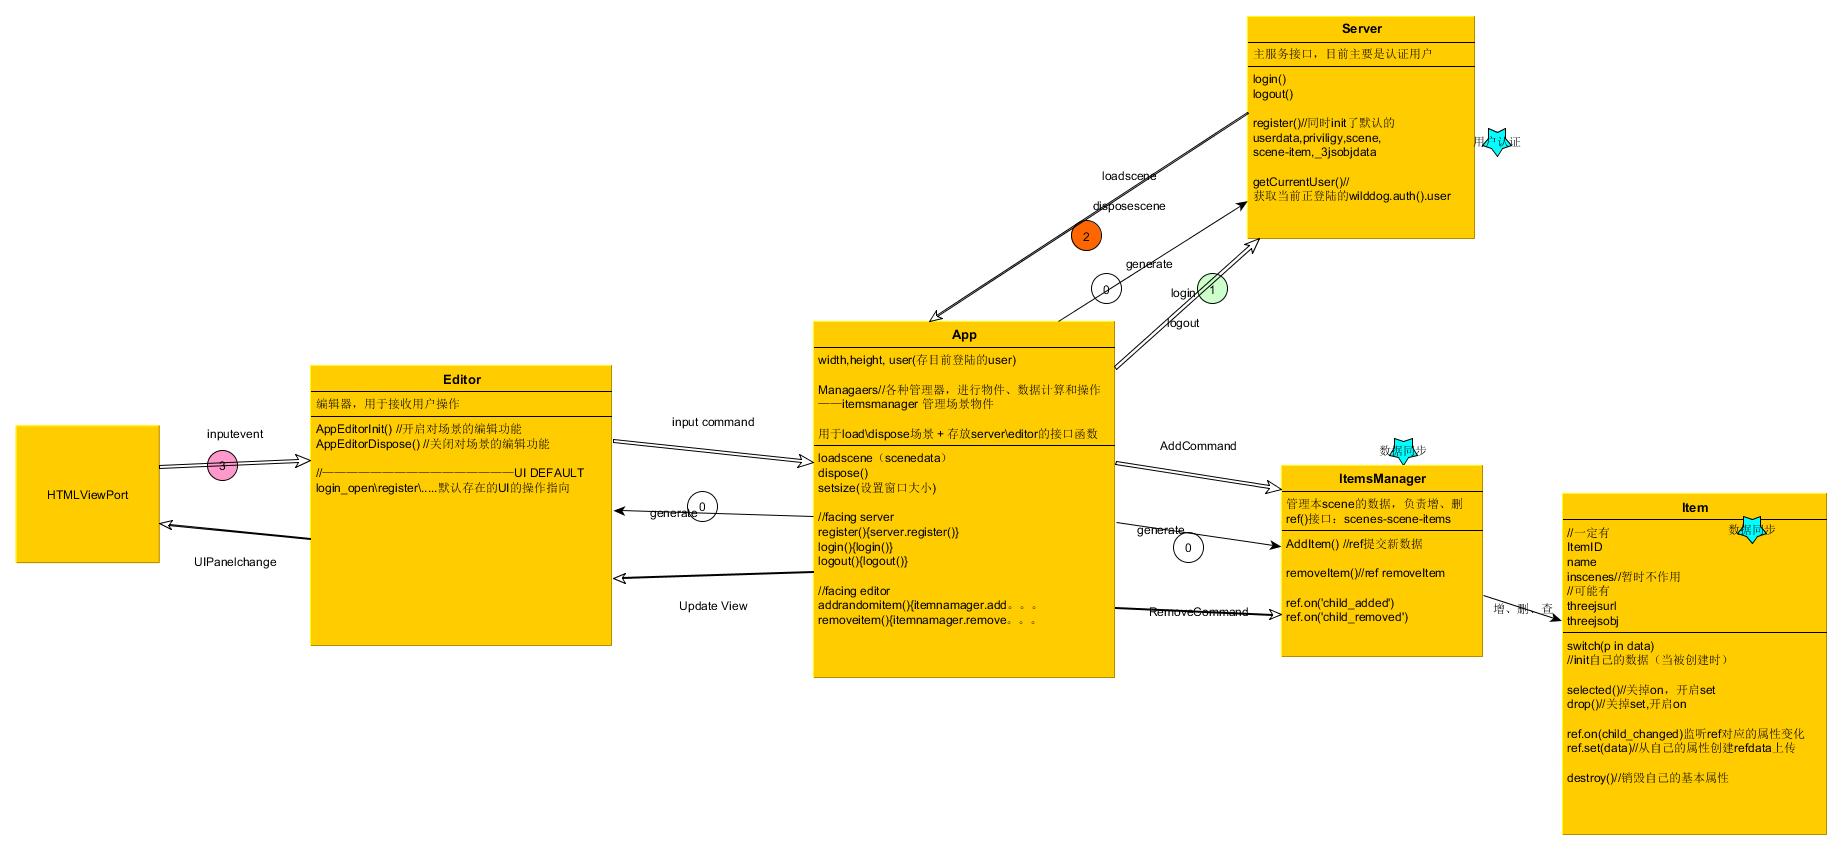 Server
主服务接口，目前主要是认证用户
login()
logout()
register()//同时init了默认的
userdata,priviligy,scene,
scene-item,_3jsobjdata
getCurrentUser()//
获取当前正登陆的wilddog.auth().user
用户认证
loadscene
disposescene
2
generate
0
login
1
logout
App
width,height, user(存目前登陆的user)
Managaers//各种管理器，进行物件、数据计算和操作
——itemsmanager 管理场景物件
用于load\dispose场景 + 存放server\editor的接口函数
loadscene（scenedata）
dispose()
setsize(设置窗口大小)
//facing server
register(){server.register()}
login(){login()}
logout(){logout()}
//facing editor
addrandomitem(){itemnamager.add。。。
removeitem(){itemnamager.remove。。。
Editor
编辑器，用于接收用户操作
AppEditorInit() //开启对场景的编辑功能
AppEditorDispose() //关闭对场景的编辑功能
//————————————————UI DEFAULT
login_open\register\.....默认存在的UI的操作指向
HTMLViewPort
inputevent
3
UIPanelchange
input command
generate
0
Update View
AddCommand
generate
0
RemoveCommand
数据同步
ItemsManager
管理本scene的数据，负责增、删
ref()接口：scenes-scene-items
AddItem() //ref提交新数据
removeItem()//ref removeItem
ref.on('child_added')
ref.on('child_removed')
增、删、查
Item
数据同步
//一定有
ItemID
name
inscenes//暂时不作用
//可能有
threejsurl
threejsobj
switch(p in data)
//init自己的数据（当被创建时）
selected()//关掉on，开启set
drop()//关掉set,开启on
ref.on(child_changed)监听ref对应的属性变化
ref.set(data)//从自己的属性创建refdata上传
destroy()//销毁自己的基本属性